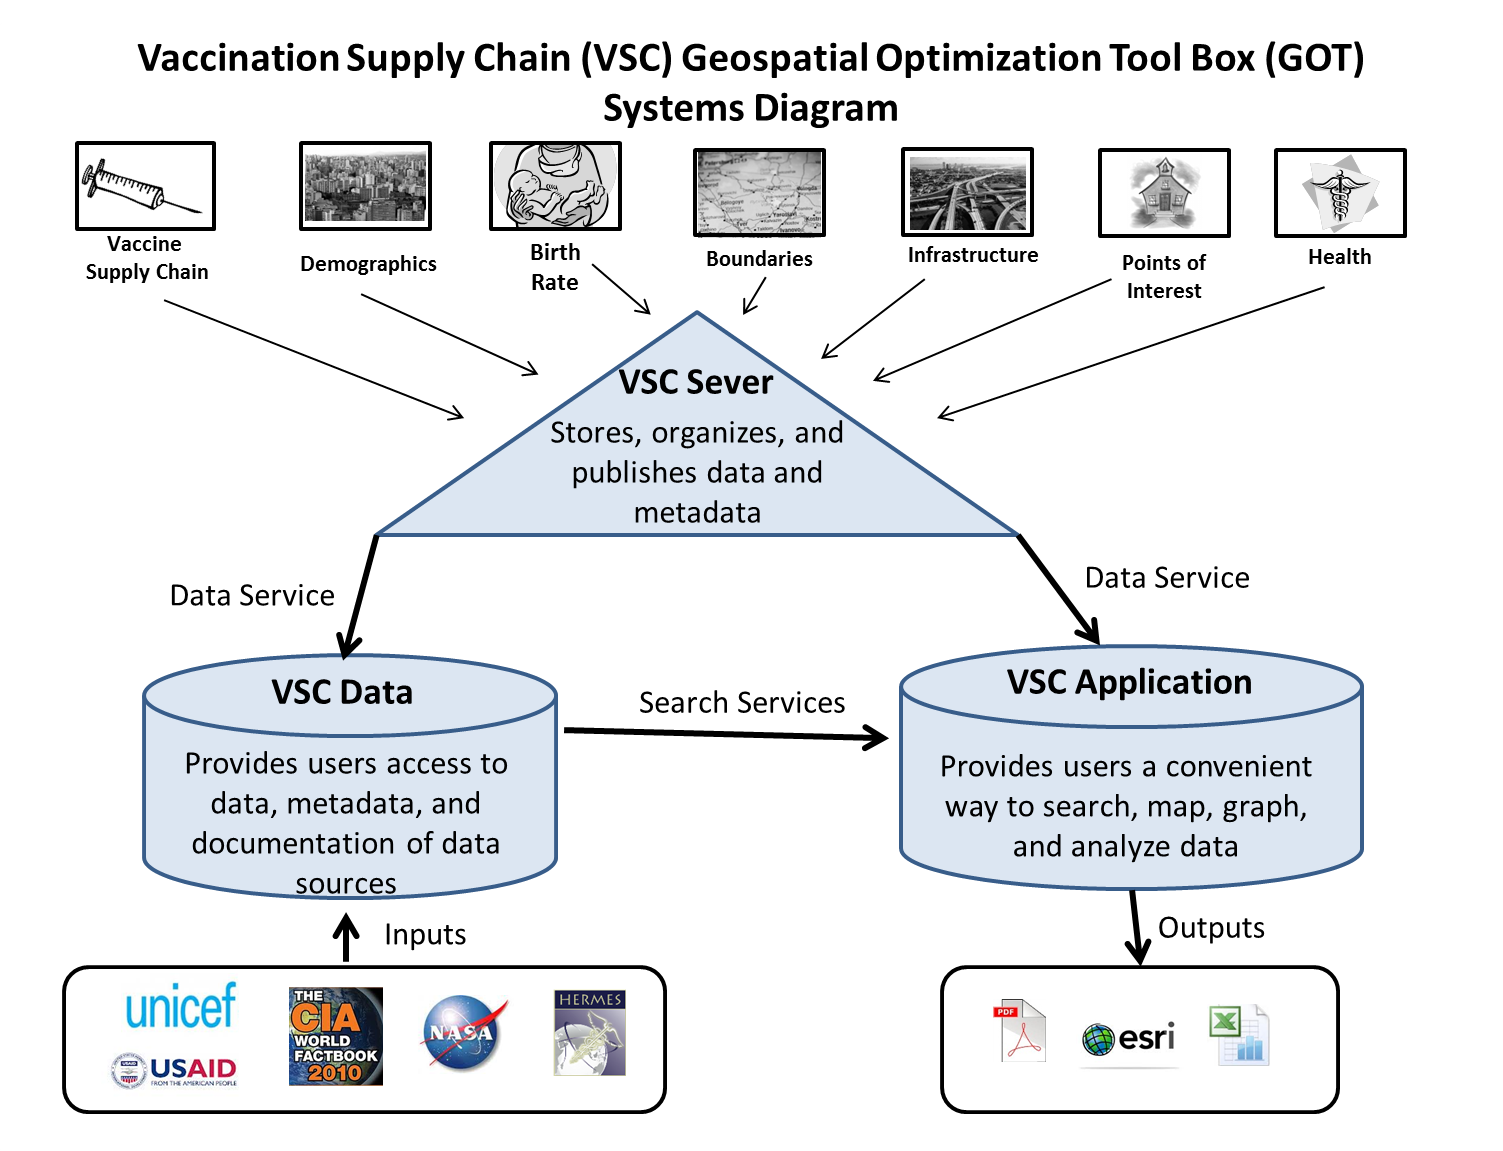 Vaccination Supply Chain (VSC) Geospatial Optimization Tool Box (GOT)
Systems Diagram
Vaccine
Supply Chain
Demographics
Birth
Rate
Boundaries
Infrastructure
Points of
Interest
Health
VSC Sever
Stores, organizes, and
publishes data and
metadata
Data Service
Data Service
VSC Data
Provides users access to
data, metadata, and
documentation of data
sources
Search Services
VSC Application
Provides users a convenient
way to search, map, graph,
and analyze data
Inputs
Outputs
unicef
USAID
FROM THE AMERICAN PEOPLE
THE
CIA
WORLD
FACTBOOK
2010
NASA
HERMES
PDF
esri